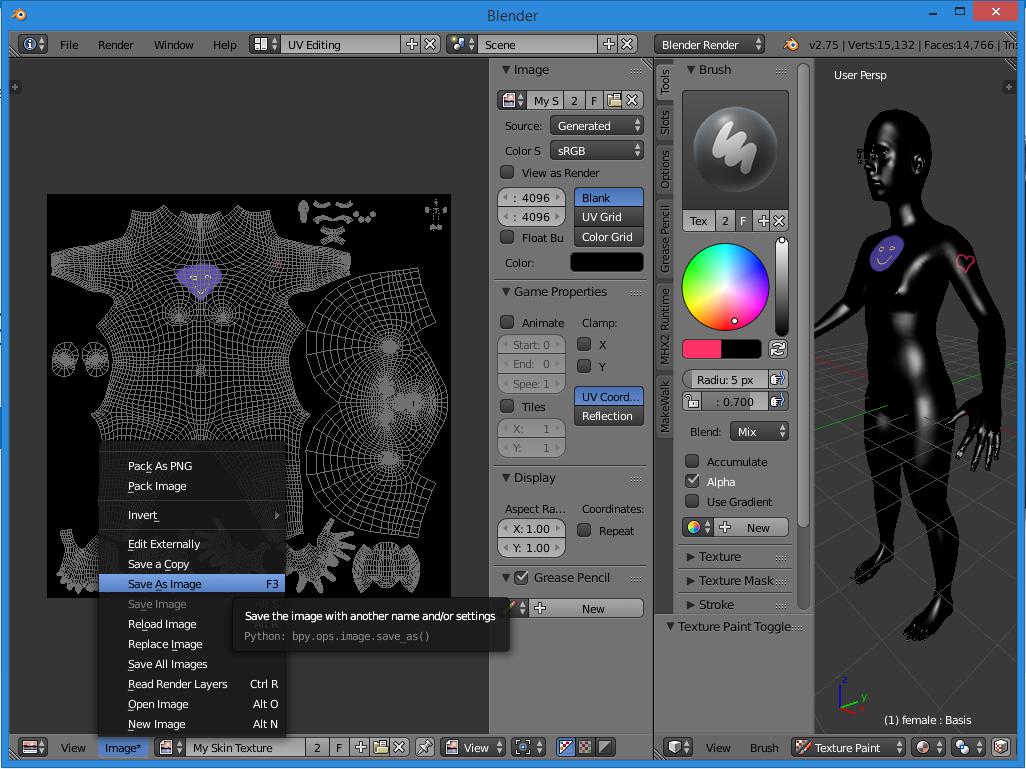 Blender
File Render Window Help UV Editing Scene Blender Render v2.75 | Verts:15,132 | Faces:14,766 |
Image
My S 2 F
Source: Generated
Color S sRGB
View as Render
: 4096 Blank
: 4096 UV Grid
Float Bu Color Grid
Color:
Game Properties
Animate Clamp:
Start: 0 X
End: 0 Y
Spee: 1
Tiles UV Coord...
Reflection
X: 1
Y: 1
Display
Aspect Ra... Coordinates:
X: 1.00 Repeat
Y: 1.00
Grease Pencil
New
Tools
Slots
Options
Grease Pencil
MHX2 Runtime
MakeWalk
Brush
Tex 2 F
Radiu: 5 px
: 0.700
Blend: Mix
Accumulate
Alpha
Use Gradient
New
Texture
Texture Mask
Stroke
Texture Paint Toggle
User Persp
z
y
x
(1) female : Basis
Pack As PNG
Pack Image
Invert
Edit Externally
Save a Copy
Save As Image F3
Save Image
Reload Image
Replace Image
Save All Images
Read Render Layers Ctrl R
Open Image Alt O
New Image Alt N
Save the image with another name and/or settings
Python: bpy.ops.image.save_as()
View Image* My Skin Texture 2 F View
View Brush Texture Paint